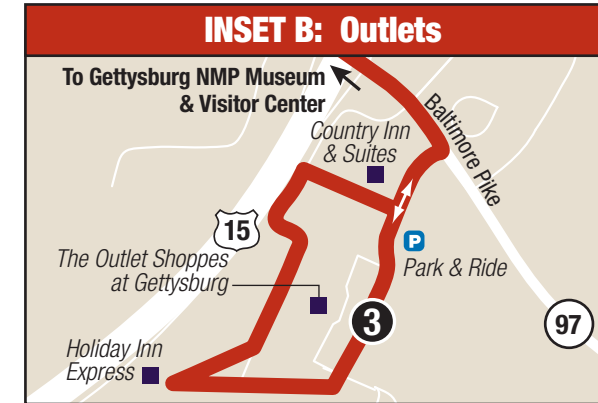 INSET B: Outlets
To Gettysburg NMP Museum
& Visitor Center
Baltimore Pike
Country Inn
& Suites
15
The Outlet Shoppes
at Gettysburg
P
Park & Ride
3
97
Holiday Inn
Express